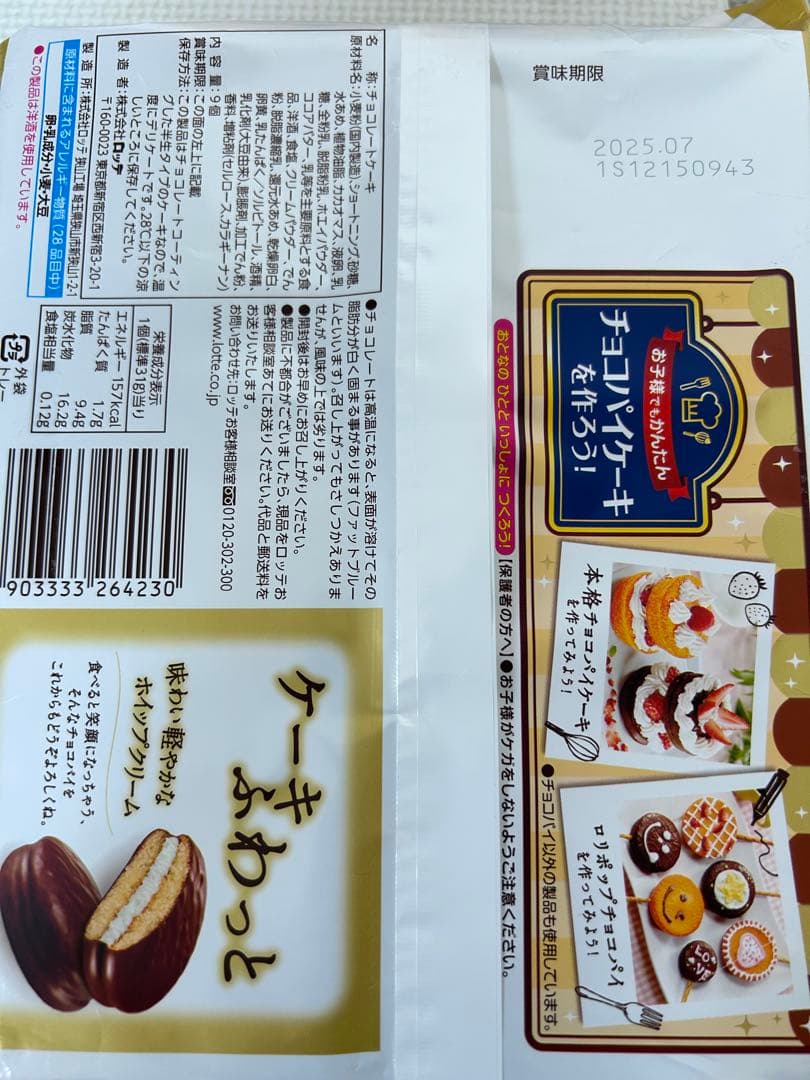 賞味期限
2025.07
1S12150943
名 称:チョコレートケーキ
原材料名:小麦粉(国内製造)、ショートニング、砂糖、
水あめ、植物油脂、カカオマス、液卵、乳
糖、全粉乳、脱脂粉乳、ホエイパウダー、
ココアバター、乳等を主要原料とする食
品、洋酒、食塩、クリームパウダー、でん
粉、脱脂濃縮乳、還元水あめ、乾燥卵白、
卵黄、乳たんぱく/ソルビトール、酒精、
乳化剤(大豆由来)、膨脹剤、加工でん粉、
香料、増粘剤(セルロース、カラギーナン)
内 容 量:9個
賞味期限:この面の左上に記載
保存方法:この製品はチョコレートコーティン
グした半生タイプのケーキなので、温
度にデリケートです。28℃以下の涼
しいところに保存してください。
製 造 者:株式会社ロッテ
〒160-0023 東京都新宿区西新宿3-20-1
製 造 所:株式会社ロッテ 狭山工場 埼玉県狭山市新狭山1-2-1
原材料に含まれるアレルギー物質(28品目中)
卵・乳成分・小麦・大豆
●この製品は洋酒を使用しています。
●チョコレートは高温になると、表面が溶けてその
脂肪分が白く固まる事があります(ファットブルー
ムといいます)。召し上がってもさしつかえありま
せんが、風味の上では劣ります。
●開封後はお早めにお召し上がりください。
●製品に不都合がございましたら、現品をロッテお
客様相談室あてにお送りください。代品と郵送料を
お送りいたします。
お問い合わせ先:ロッテお客様相談室 0120-302-300
www.lotte.co.jp
栄養成分表示
1個(標準31g)当り
エネルギー 157kcal
たんぱく質 1.7g
脂質 9.4g
炭水化物 16.2g
食塩相当量 0.12g
プラ
外袋
トレー
903333 264230
お子様でもかんたん
チョコパイケーキ
を作ろう!
おとなのひとといっしょにつくろう!
【保護者の方へ】●お子様がケガをしないようご注意ください。
●チョコパイ以外の製品も使用しています。
本格チョコパイケーキ
を作ってみよう!
ロリポップチョコパイ
を作ってみよう!
LOVE
ケーキ
ふわっと
味わい軽やかな
ホイップクリーム
食べると笑顔になっちゃう、
そんなチョコパイを
これからもどうぞよろしくね。